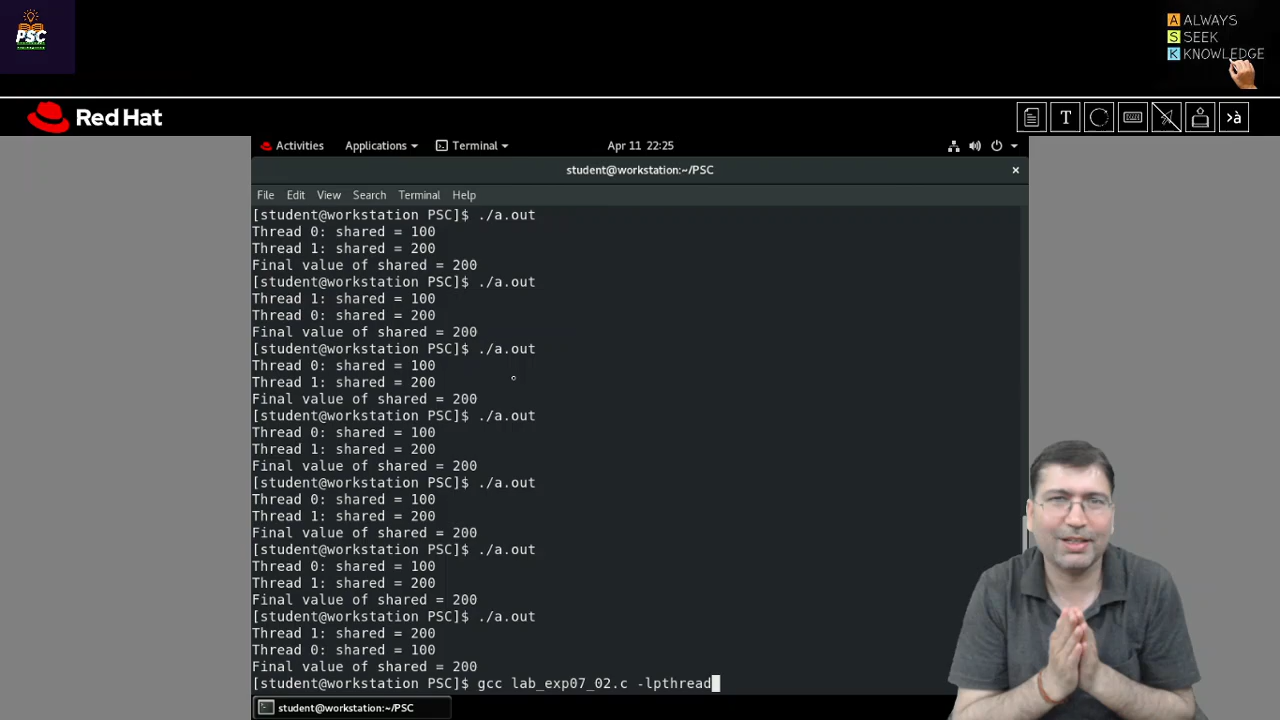 PSC
A ALWAYS
S SEEK
K KNOWLEDGE
Red Hat
T
>à
Activities Applications Terminal Apr 11 22:25
student@workstation:~/PSC ×
File Edit View Search Terminal Help
[student@workstation PSC]$ ./a.out
Thread 0: shared = 100
Thread 1: shared = 200
Final value of shared = 200
[student@workstation PSC]$ ./a.out
Thread 1: shared = 100
Thread 0: shared = 200
Final value of shared = 200
[student@workstation PSC]$ ./a.out
Thread 0: shared = 100
Thread 1: shared = 200
Final value of shared = 200
[student@workstation PSC]$ ./a.out
Thread 0: shared = 100
Thread 1: shared = 200
Final value of shared = 200
[student@workstation PSC]$ ./a.out
Thread 0: shared = 100
Thread 1: shared = 200
Final value of shared = 200
[student@workstation PSC]$ ./a.out
Thread 0: shared = 100
Thread 1: shared = 200
Final value of shared = 200
[student@workstation PSC]$ ./a.out
Thread 1: shared = 200
Thread 0: shared = 100
Final value of shared = 200
[student@workstation PSC]$ gcc lab_exp07_02.c -lpthread
student@workstation:~/PSC